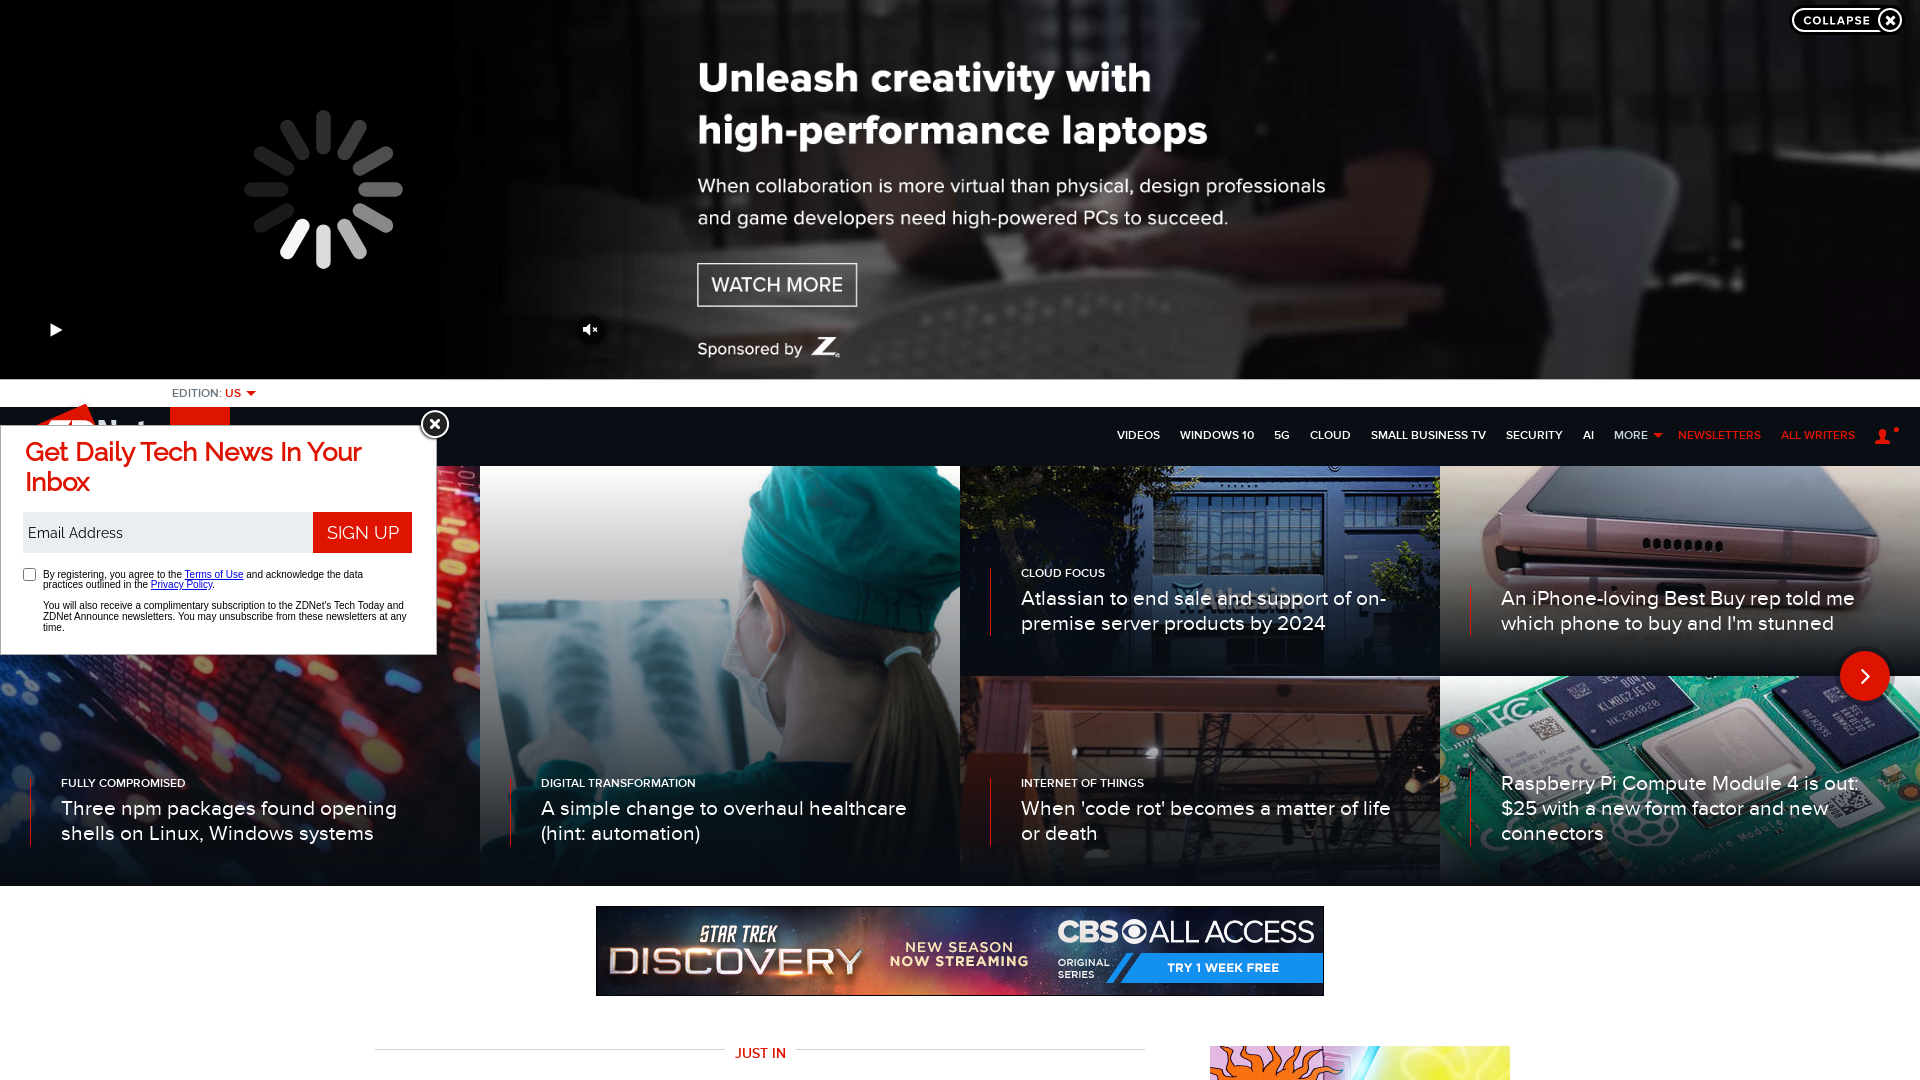 COLLAPSE
Unleash creativity with
high-performance laptops
When collaboration is more virtual than physical, design professionals
and game developers need high-powered PCs to succeed.
WATCH MORE
Sponsored by Z
EDITION: US
VIDEOS WINDOWS 10 5G CLOUD SMALL BUSINESS TV SECURITY AI MORE NEWSLETTERS ALL WRITERS
Get Daily Tech News In Your
Inbox
Email Address
SIGN UP
By registering, you agree to the Terms of Use and acknowledge the data
practices outlined in the Privacy Policy.
You will also receive a complimentary subscription to the ZDNet's Tech Today and
ZDNet Announce newsletters. You may unsubscribe from these newsletters at any
time.
CLOUD FOCUS
Atlassian to end sale and support of on-
premise server products by 2024
Atlassian
An iPhone-loving Best Buy rep told me
which phone to buy and I'm stunned
FULLY COMPROMISED
Three npm packages found opening
shells on Linux, Windows systems
DIGITAL TRANSFORMATION
A simple change to overhaul healthcare
(hint: automation)
INTERNET OF THINGS
When 'code rot' becomes a matter of life
or death
Raspberry Pi Compute Module 4 is out:
$25 with a new form factor and new
connectors
STAR TREK
DISCOVERY
NEW SEASON
NOW STREAMING
CBS ALL ACCESS
ORIGINAL
SERIES
TRY 1 WEEK FREE
JUST IN